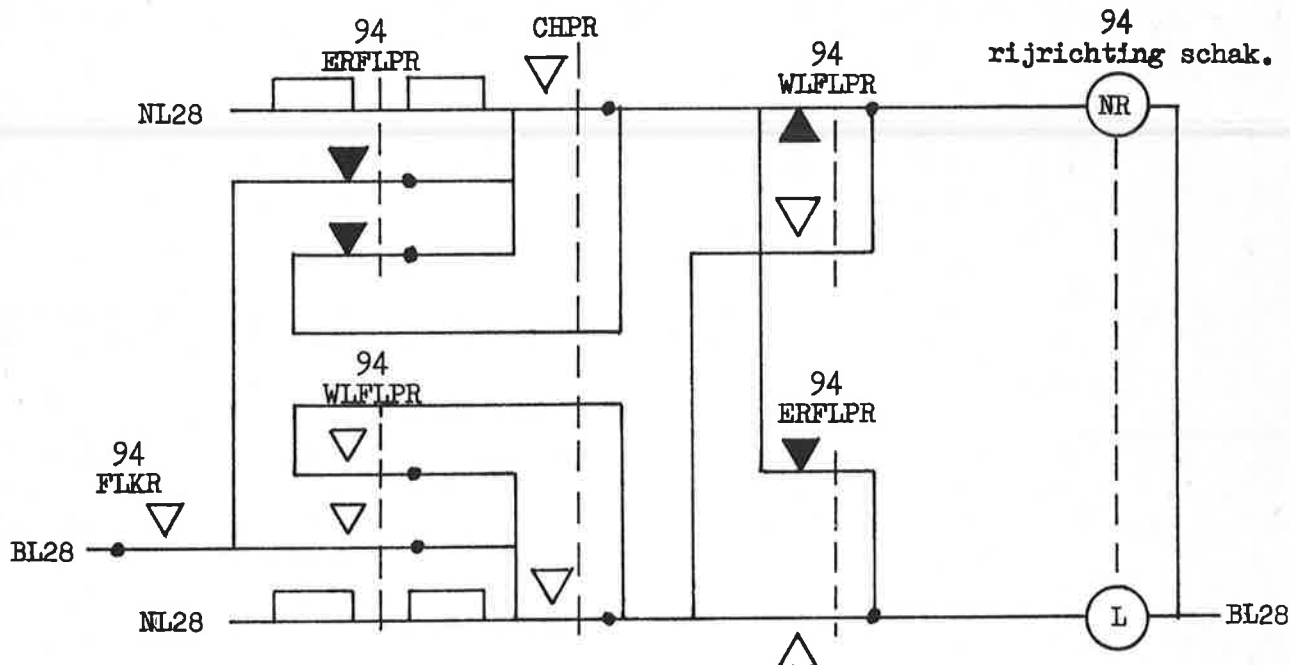 94
ERFLPR
CHPR
94
WLFLPR
94
rijrichting schak.
NL28
NR
94
WLFLPR
94
ERFLPR
94
FLKR
BL28
NL28
L
BL28